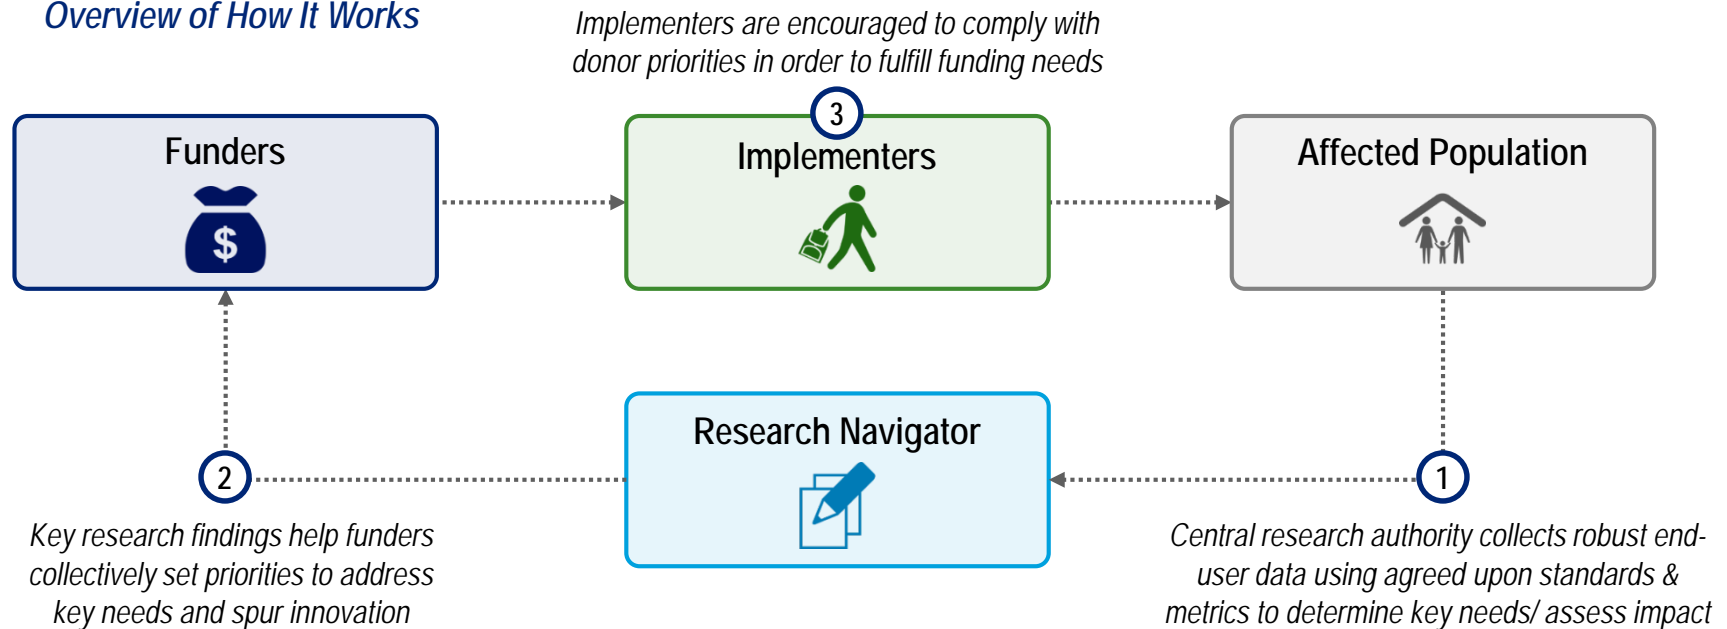 Overview of How It Works
Implementers are encouraged to comply with
donor priorities in order to fulfill funding needs
3
Funders
$
Implementers
Affected Population
Research Navigator
2
1
Key research findings help funders
collectively set priorities to address
key needs and spur innovation
Central research authority collects robust end-
user data using agreed upon standards &
metrics to determine key needs/ assess impact